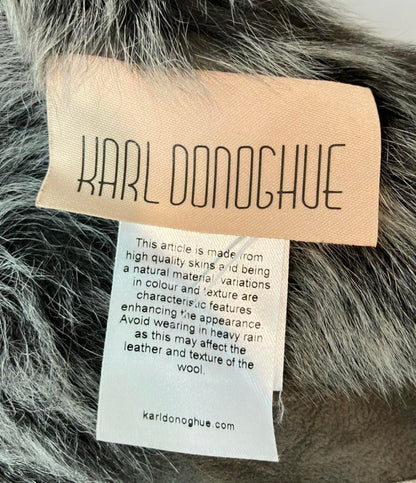 KARL DONOGHUE
This article is made from
high quality skins and being
a natural material, variations
in colour and texture are
characteristic features
enhancing the appearance.
Avoid wearing in heavy rain
as this may affect the
leather and texture of the
wool.
karldonoghue.com